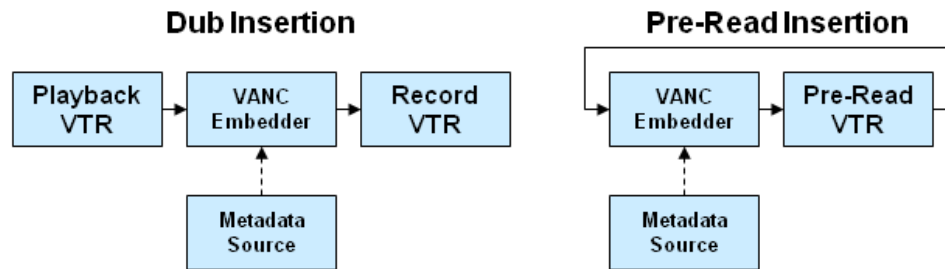 Dub Insertion
Playback
VTR
VANC
Embedder
Record
VTR
Metadata
Source
Pre-Read Insertion
VANC
Embedder
Pre-Read
VTR
Metadata
Source